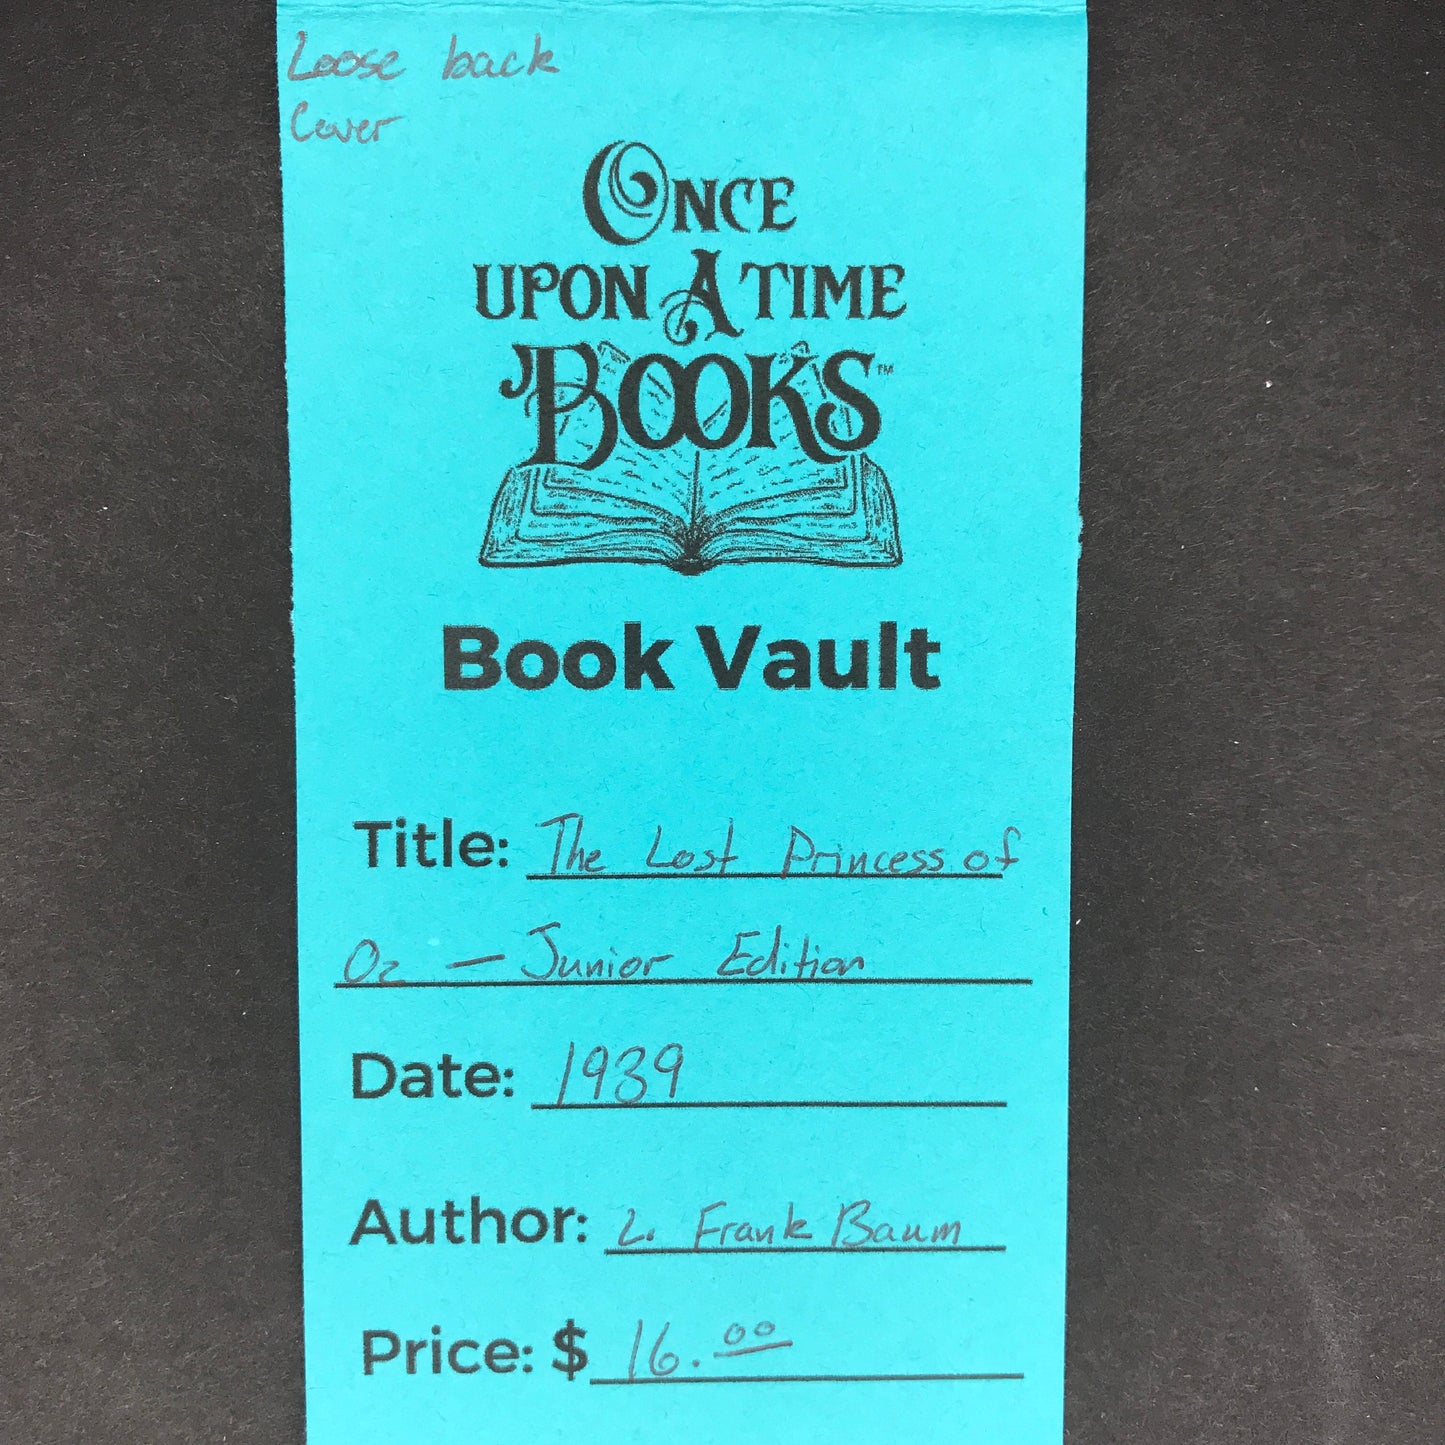 Loose back
Cover
ONCE
UPON A TIME
BOOKS™
Book Vault
Title: The Lost Princess of
Oz — Junior Edition
Date: 1939
Author: L. Frank Baum
Price: $ 16.00